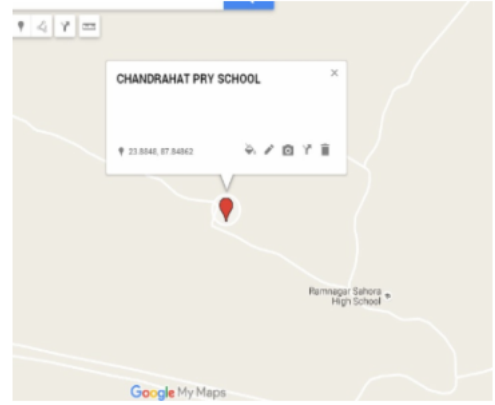 CHANDRAHAT PRY SCHOOL
23.8848, 87.84862
Ramnagar Sahora
High School
Google My Maps